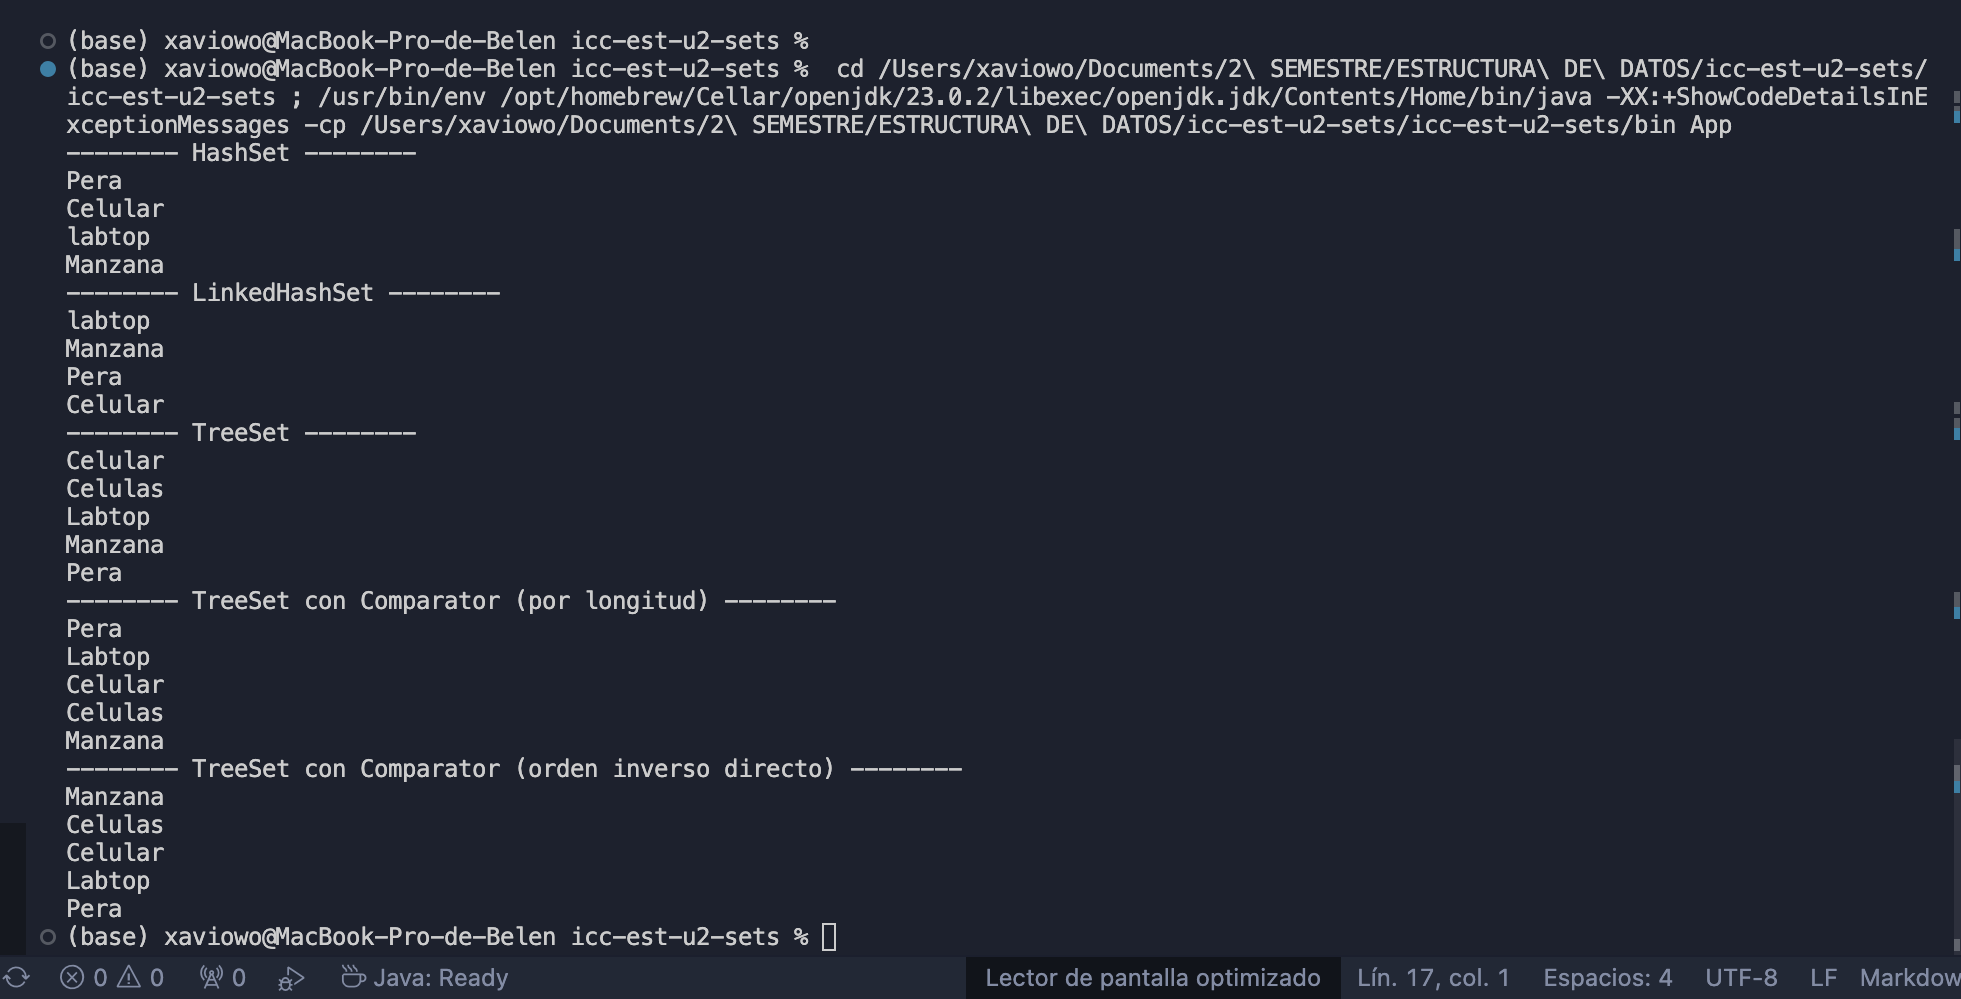 (base) xaviowo@MacBook-Pro-de-Belen icc-est-u2-sets %
(base) xaviowo@MacBook-Pro-de-Belen icc-est-u2-sets %  cd /Users/xaviowo/Documents/2\ SEMESTRE/ESTRUCTURA\ DE\ DATOS/icc-est-u2-sets/
icc-est-u2-sets ; /usr/bin/env /opt/homebrew/Cellar/openjdk/23.0.2/libexec/openjdk.jdk/Contents/Home/bin/java -XX:+ShowCodeDetailsInE
xceptionMessages -cp /Users/xaviowo/Documents/2\ SEMESTRE/ESTRUCTURA\ DE\ DATOS/icc-est-u2-sets/icc-est-u2-sets/bin App
-------- HashSet --------
Pera
Celular
labtop
Manzana
-------- LinkedHashSet --------
labtop
Manzana
Pera
Celular
-------- TreeSet --------
Celular
Celulas
Labtop
Manzana
Pera
-------- TreeSet con Comparator (por longitud) --------
Pera
Labtop
Celular
Celulas
Manzana
-------- TreeSet con Comparator (orden inverso directo) --------
Manzana
Celulas
Celular
Labtop
Pera
(base) xaviowo@MacBook-Pro-de-Belen icc-est-u2-sets %
0 0 0 Java: Ready Lector de pantalla optimizado Lín. 17, col. 1 Espacios: 4 UTF-8 LF Markdow